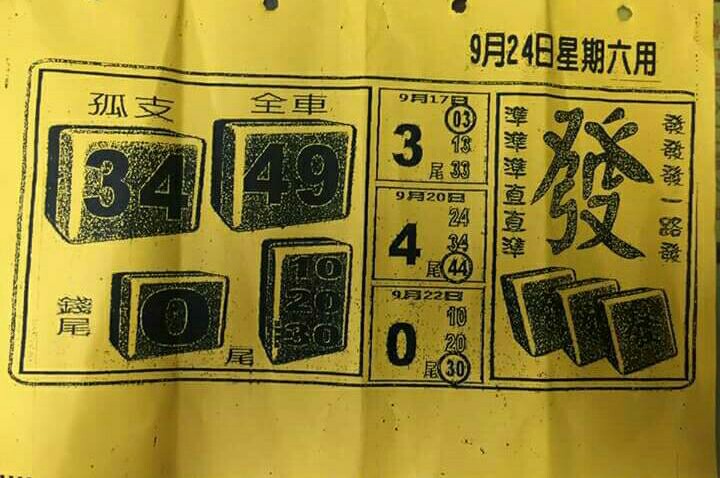 9月24日星期六用
孤支 全車
34 49
錢尾 0 尾
10
20
30
9月17日
3 尾
03
13
33
9月20日
4 尾
24
34
44
9月22日
0 尾
10
20
30
準準準真真準
發
發發發一路發